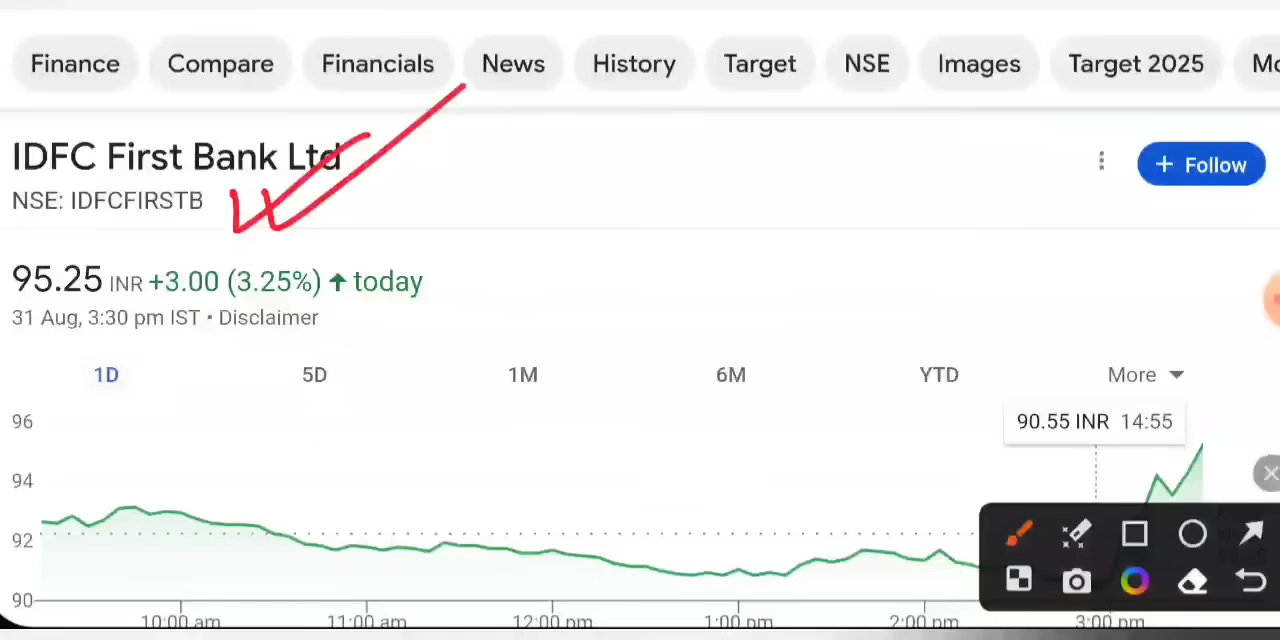 Finance Compare Financials News History Target NSE Images Target 2025
IDFC First Bank Ltd
+ Follow
NSE: IDFCFIRSTB
95.25 INR +3.00 (3.25%) ↑ today
31 Aug, 3:30 pm IST • Disclaimer
1D 5D 1M 6M YTD More
90.55 INR 14:55
96
94
92
90
10:00 am 11:00 am 12:00 pm 1:00 pm 2:00 pm 3:00 pm